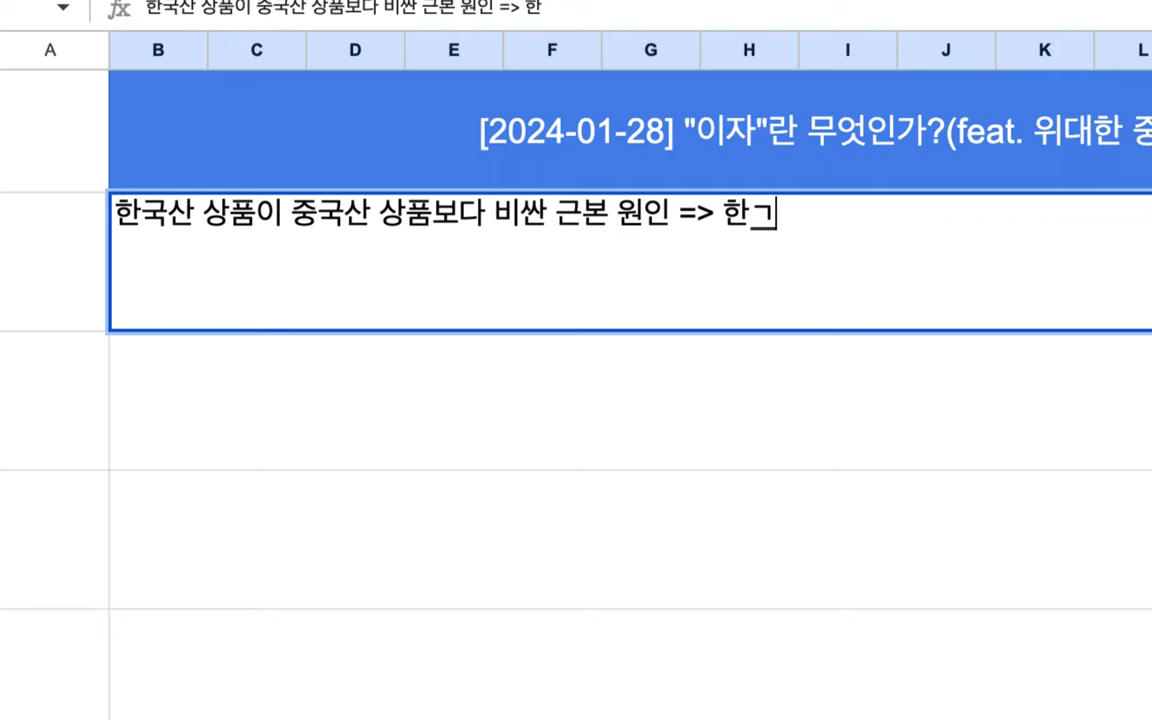 fx 한국산 상품이 중국산 상품보다 비싼 근본 원인 => 한
A B C D E F G H I J K L
[2024-01-28] "이자"란 무엇인가?(feat. 위대한
한국산 상품이 중국산 상품보다 비싼 근본 원인 => 한ㄱ